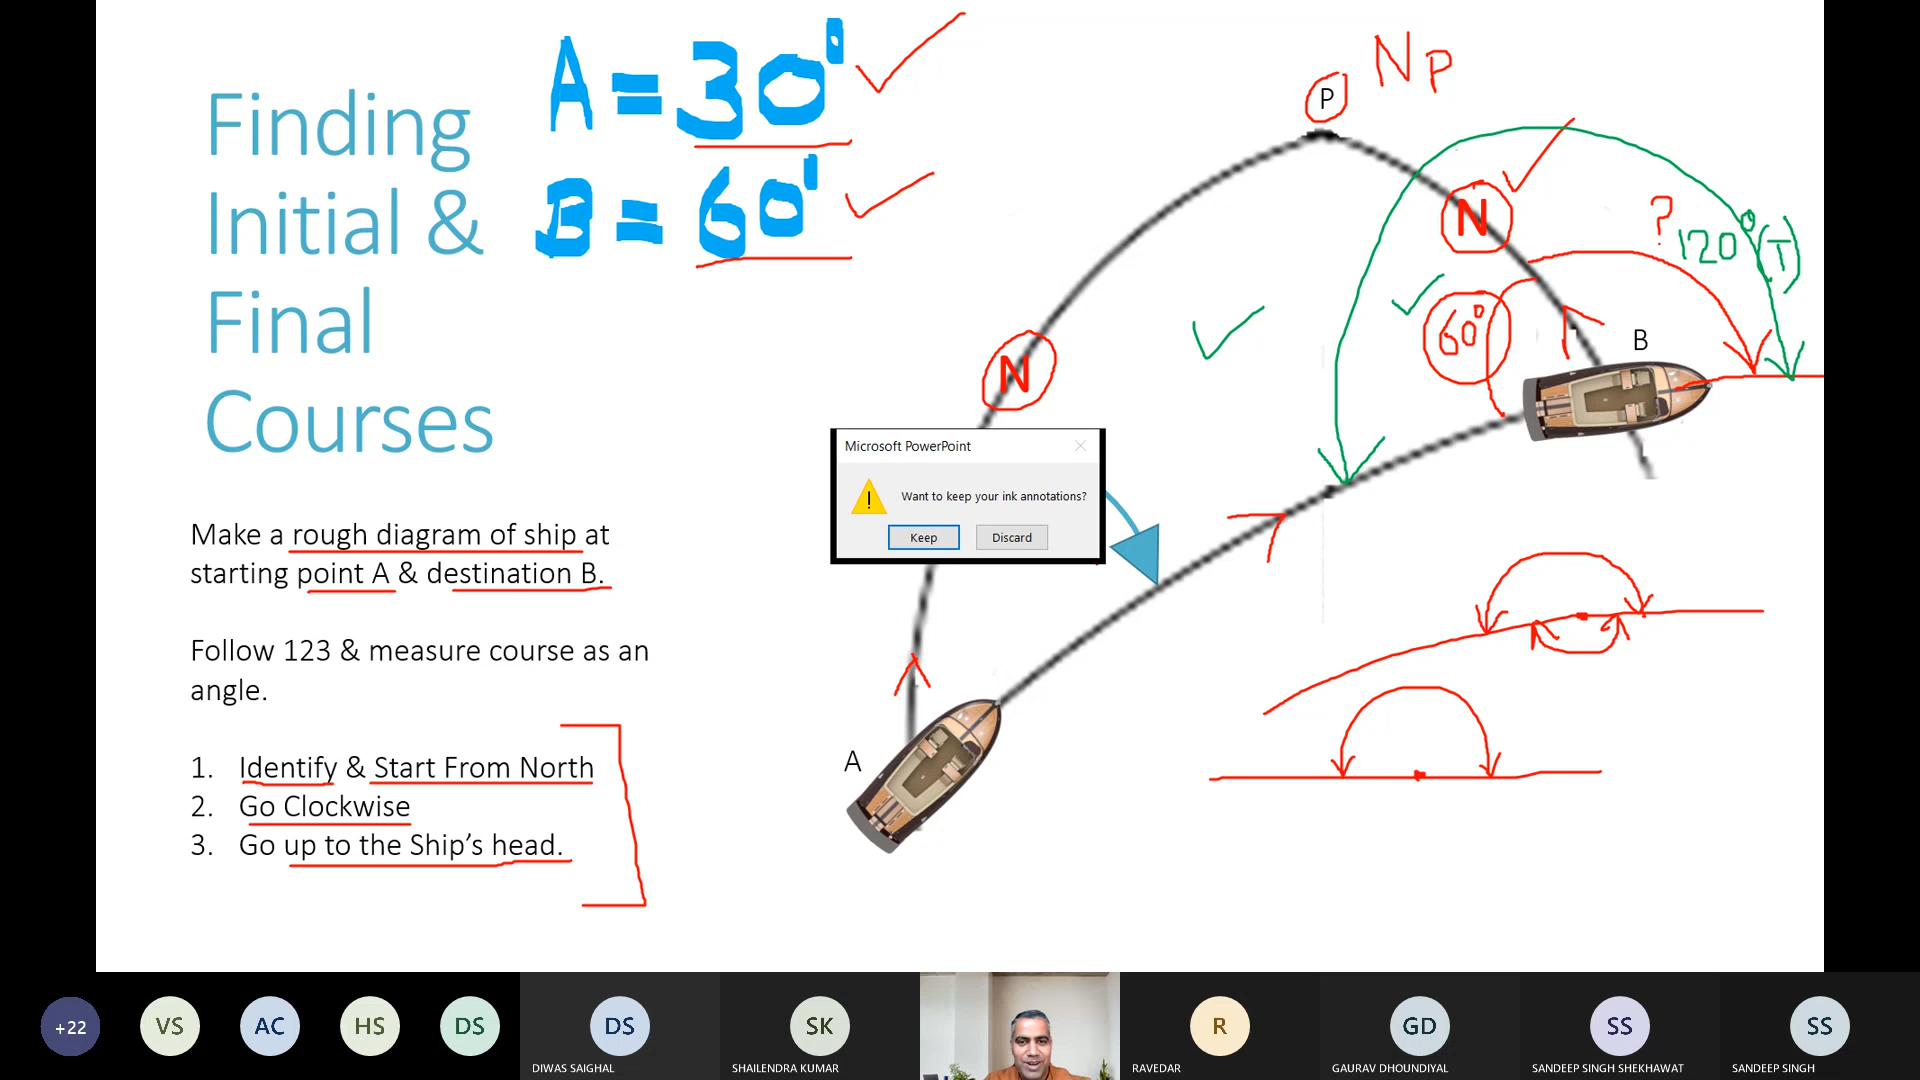 Finding
Initial &
Final
Courses
A = 30°
B = 60°
Make a rough diagram of ship at
starting point A & destination B.
Follow 123 & measure course as an
angle.
1. Identify & Start From North
2. Go Clockwise
3. Go up to the Ship’s head.
P
Np
N
?
120° (T)
60°
B
N
A
Microsoft PowerPoint
Want to keep your ink annotations?
Keep
Discard
+22
VS
AC
HS
DS
DS
DIWAS SAIGHAL
SK
SHAILENDRA KUMAR
R
RAVEDAR
GD
GAURAV DHOUNDIYAL
SS
SANDEEP SINGH SHEKHAWAT
SS
SANDEEP SINGH